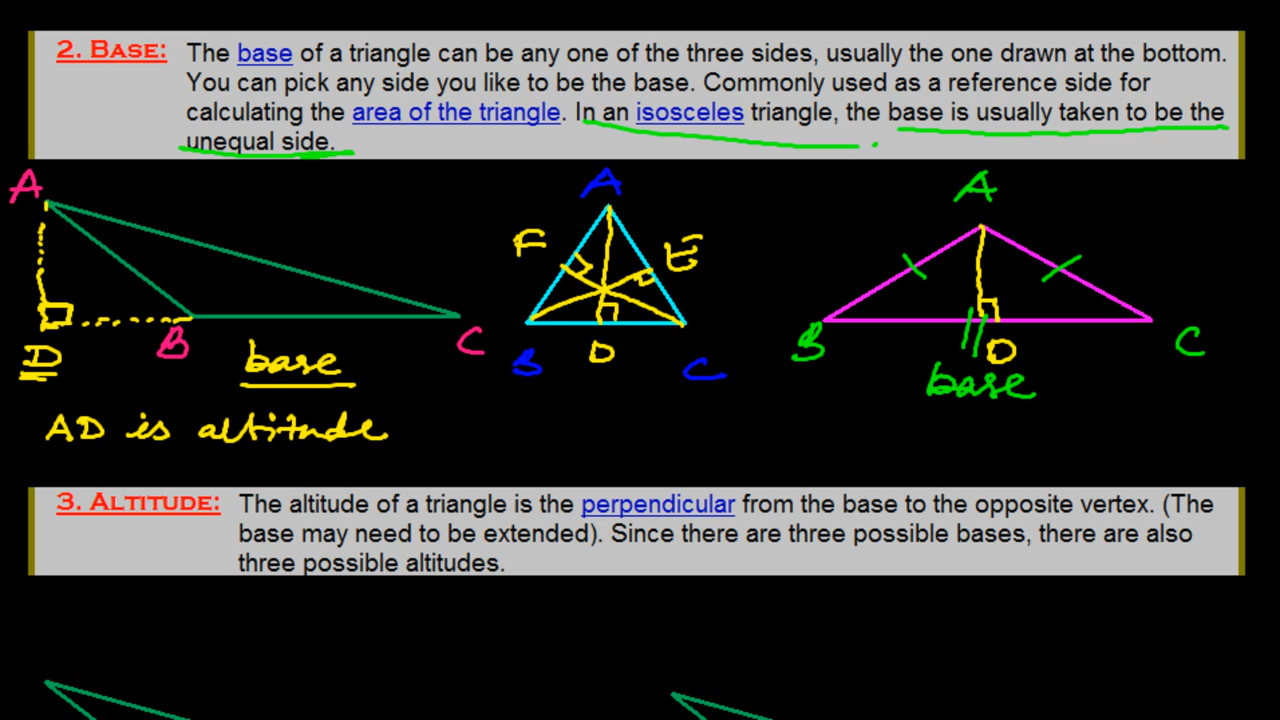 2. BASE: The base of a triangle can be any one of the three sides, usually the one drawn at the bottom.
You can pick any side you like to be the base. Commonly used as a reference side for
calculating the area of the triangle. In an isosceles triangle, the base is usually taken to be the
unequal side.
A
A
A
F
E
D
B
base
C
B
D
C
B
D
C
base
AD is altitude
3. ALTITUDE: The altitude of a triangle is the perpendicular from the base to the opposite vertex. (The
base may need to be extended). Since there are three possible bases, there are also
three possible altitudes.